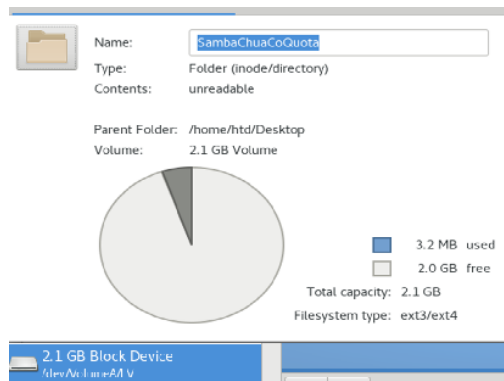 Name: SambaChuaCoQuota
Type: Folder (inode/directory)
Contents: unreadable
Parent Folder: /home/htd/Desktop
Volume: 2.1 GB Volume
3.2 MB used
2.0 GB free
Total capacity: 2.1 GB
Filesystem type: ext3/ext4
2.1 GB Block Device